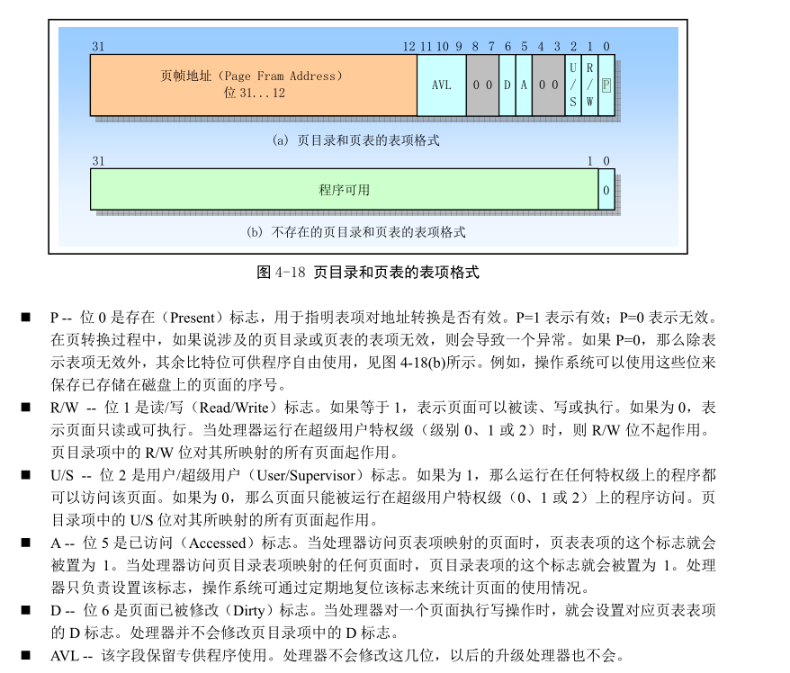 31 12 11 10 9 8 7 6 5 4 3 2 1 0
页帧地址（Page Fram Address）
位 31...12
AVL 0 0 D A 0 0 U/S R/W P
(a) 页目录和页表的表项格式
31 1 0
程序可用 0
(b) 不存在的页目录和页表的表项格式
图 4-18 页目录和页表的表项格式
■ P -- 位 0 是存在（Present）标志，用于指明表项对地址转换是否有效。P=1 表示有效；P=0 表示无效。
在页转换过程中，如果说涉及的页目录或页表的表项无效，则会导致一个异常。如果 P=0，那么除表
示表项无效外，其余比特位可供程序自由使用，见图 4-18(b)所示。例如，操作系统可以使用这些位来
保存已存储在磁盘上的页面的序号。
■ R/W -- 位 1 是读/写（Read/Write）标志。如果等于 1，表示页面可以被读、写或执行。如果为 0，表
示页面只读或可执行。当处理器运行在超级用户特权级（级别 0、1 或 2）时，则 R/W 位不起作用。
页目录项中的 R/W 位对其所映射的所有页面起作用。
■ U/S -- 位 2 是用户/超级用户（User/Supervisor）标志。如果为 1，那么运行在任何特权级上的程序都
可以访问该页面。如果为 0，那么页面只能被运行在超级用户特权级（0、1 或 2）上的程序访问。页
目录项中的 U/S 位对其所映射的所有页面起作用。
■ A -- 位 5 是已访问（Accessed）标志。当处理器访问页表项映射的页面时，页表表项的这个标志就会
被置为 1。当处理器访问页目录表项映射的任何页面时，页目录表项的这个标志就会被置为 1。处理
器只负责设置该标志，操作系统可通过定期地复位该标志来统计页面的使用情况。
■ D -- 位 6 是页面已被修改（Dirty）标志。当处理器对一个页面执行写操作时，就会设置对应页表表项
的 D 标志。处理器并不会修改页目录项中的 D 标志。
■ AVL -- 该字段保留专供程序使用。处理器不会修改这几位，以后的升级处理器也不会。